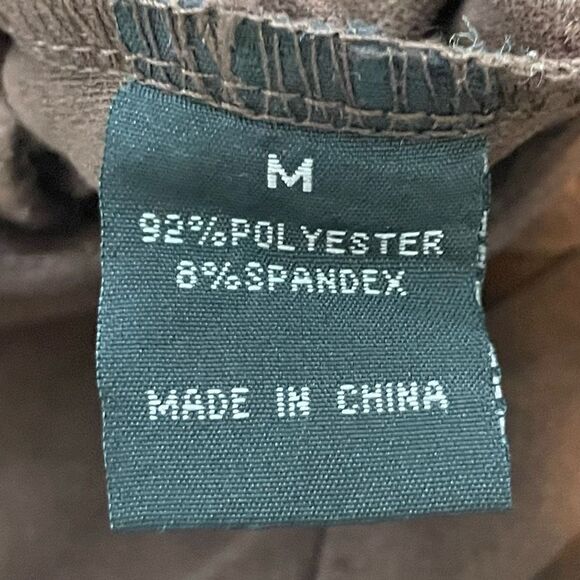 M
92%POLYESTER
8%SPANDEX
MADE IN CHINA